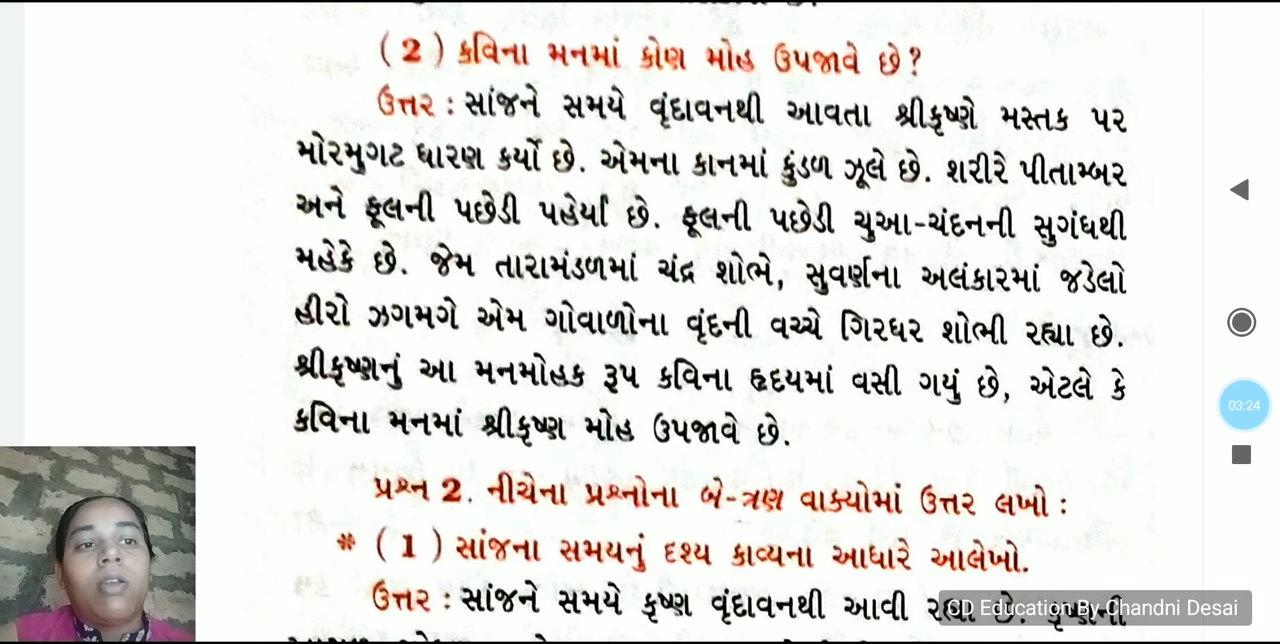 ( 2 ) કવિના મનમાં કોણ મોહ ઉપજાવે છે?
ઉત્તર : સાંજને સમયે વૃંદાવનથી આવતા શ્રીકૃષ્ણે મસ્તક પર
મોરમુગટ ધારણ કર્યો છે. એમના કાનમાં કુંડળ ઝૂલે છે. શરીરે પીતામ્બર
અને ફૂલની પછેડી પહેર્યાં છે. ફૂલની પછેડી ચુઆ-ચંદનની સુગંધથી
મહેકે છે. જેમ તારામંડળમાં ચંદ્ર શોભે, સુવર્ણના અલંકારમાં જડેલો
હીરો ઝગમગે એમ ગોવાળોના વૃંદની વચ્ચે ગિરધર શોભી રહ્યા છે.
શ્રીકૃષ્ણનું આ મનમોહક રૂપ કવિના હૃદયમાં વસી ગયું છે, એટલે કે
કવિના મનમાં શ્રીકૃષ્ણ મોહ ઉપજાવે છે.
પ્રશ્ન 2. નીચેના પ્રશ્નોના બે-ત્રણ વાક્યોમાં ઉત્તર લખો :
* ( 1 ) સાંજના સમયનું દૃશ્ય કાવ્યના આધારે આલેખો.
ઉત્તર : સાંજને સમયે કૃષ્ણ વૃંદાવનથી આવી રહ્યા છે. કૃષ્ણની
03:24
CD Education By Chandni Desai